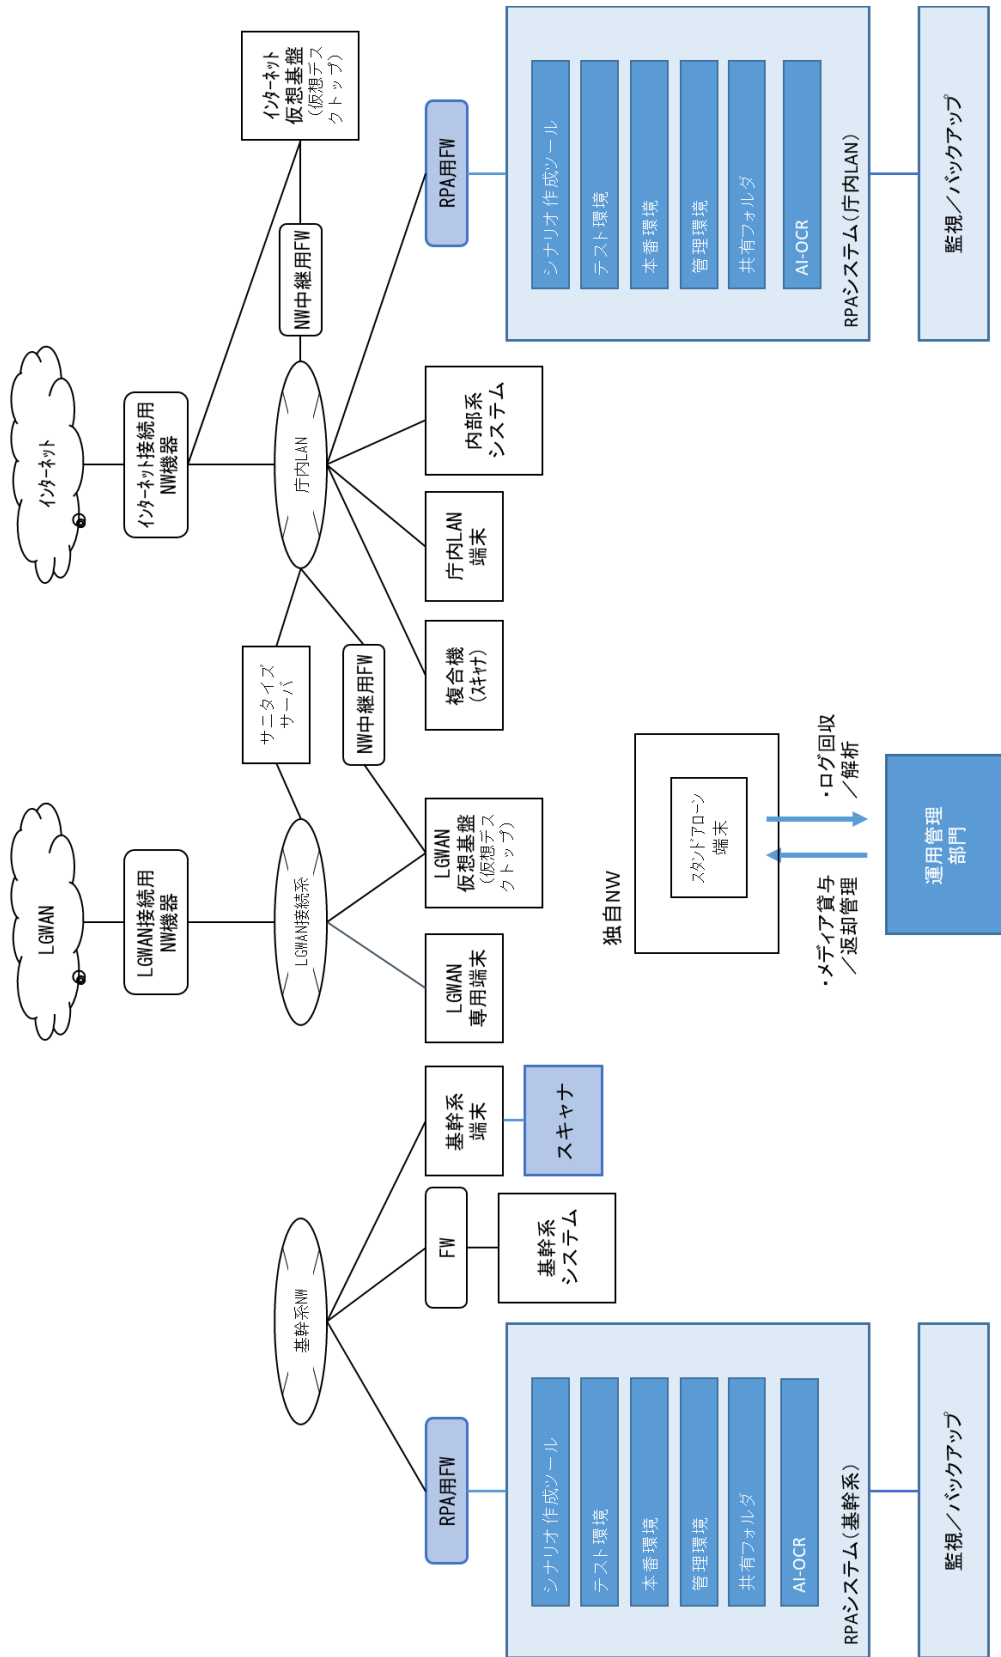 LGWAN
インターネット
LGWAN接続用
NW機器
インターネット接続用
NW機器
インターネット
仮想基盤
(仮想デス
クトップ)
サニタイズ
サーバ
NW中継用FW
基幹系NW
LGWAN接続系
庁内LAN
NW中継用FW
RPA用FW
FW
基幹系
端末
LGWAN
専用端末
LGWAN
仮想基盤
(仮想デス
クトップ)
複合機
(スキャナ)
庁内LAN
端末
内部系
システム
RPA用FW
基幹系
システム
スキャナ
シナリオ作成ツール
テスト環境
本番環境
管理環境
共有フォルダ
AI-OCR
RPAシステム(基幹系)
監視/バックアップ
独自NW
スタンドアローン
端末
・メディア貸与
/返却管理
・ログ回収
/解析
運用管理
部門
シナリオ作成ツール
テスト環境
本番環境
管理環境
共有フォルダ
AI-OCR
RPAシステム(庁内LAN)
監視/バックアップ